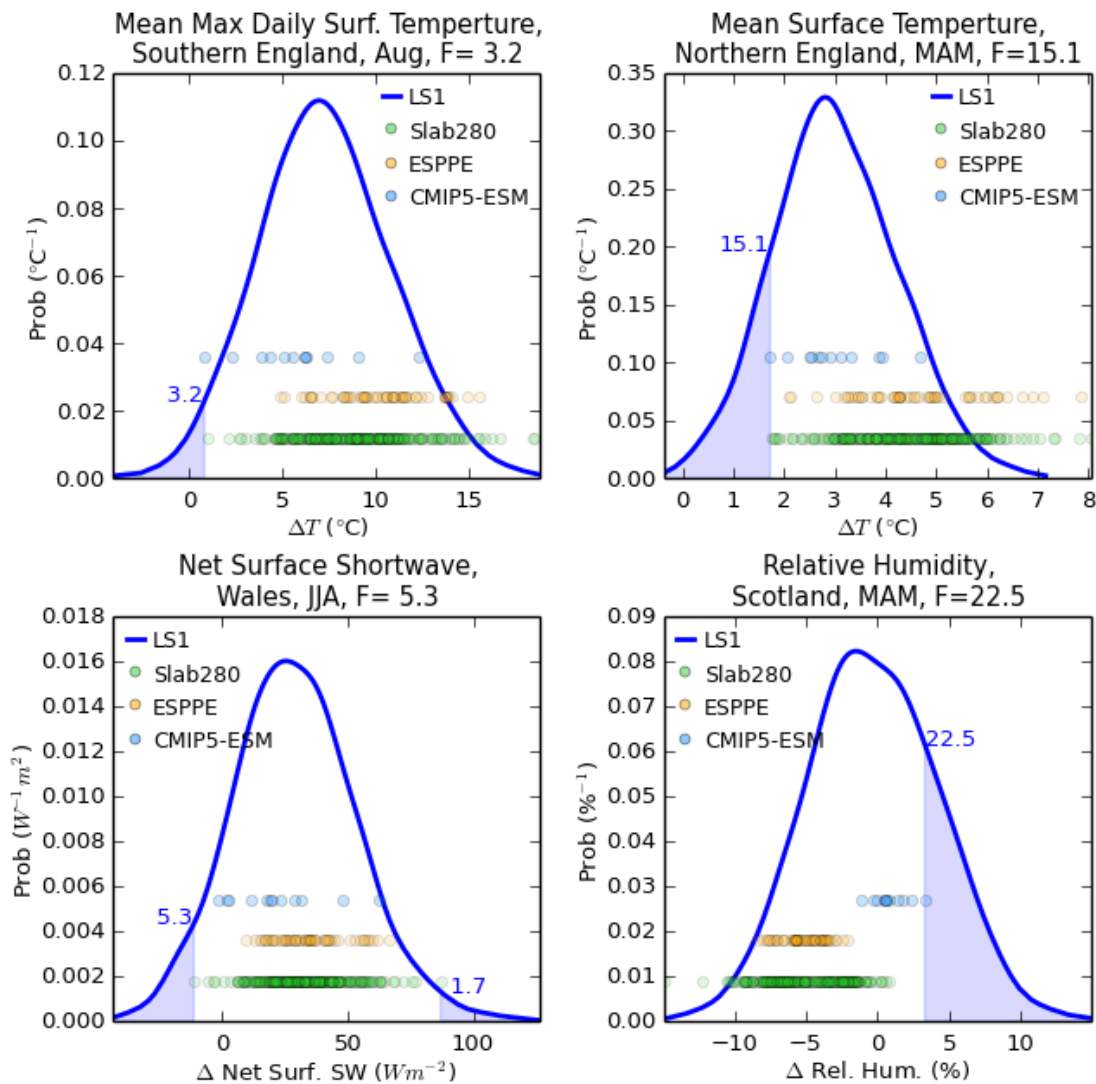 Mean Max Daily Surf. Temperture,
Southern England, Aug, F= 3.2
0.12
0.10
0.08
0.06
0.04
0.02
0.00
Prob (°C⁻¹)
LS1
Slab280
ESPPE
CMIP5-ESM
3.2
0 5 10 15
ΔT (°C)
Mean Surface Temperture,
Northern England, MAM, F=15.1
0.35
0.30
0.25
0.20
0.15
0.10
0.05
0.00
Prob (°C⁻¹)
LS1
Slab280
ESPPE
CMIP5-ESM
15.1
0 1 2 3 4 5 6 7 8
ΔT (°C)
Net Surface Shortwave,
Wales, JJA, F= 5.3
0.018
0.016
0.014
0.012
0.010
0.008
0.006
0.004
0.002
0.000
Prob (W⁻¹m²)
LS1
Slab280
ESPPE
CMIP5-ESM
5.3
1.7
0 50 100
Δ Net Surf. SW (Wm⁻²)
Relative Humidity,
Scotland, MAM, F=22.5
0.09
0.08
0.07
0.06
0.05
0.04
0.03
0.02
0.01
0.00
Prob (%⁻¹)
LS1
Slab280
ESPPE
CMIP5-ESM
22.5
−10 −5 0 5 10
Δ Rel. Hum. (%)